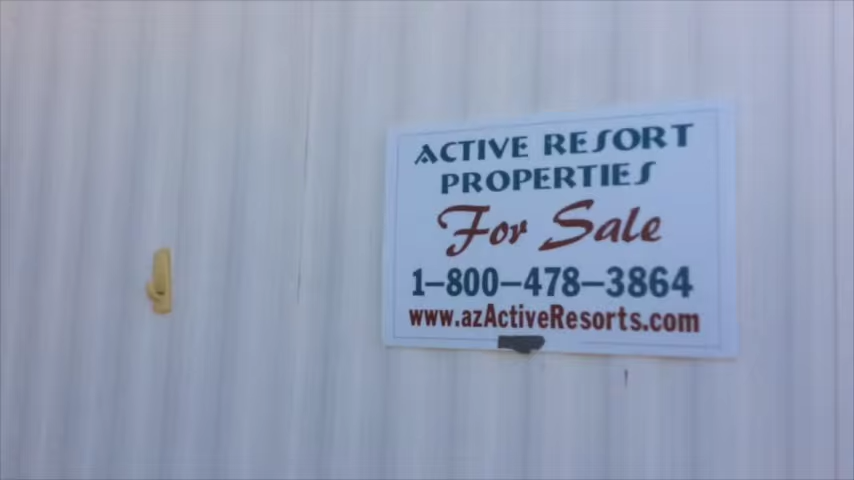 ACTIVE RESORT
PROPERTIES
For Sale
1-800-478-3864
www.azActiveResorts.com